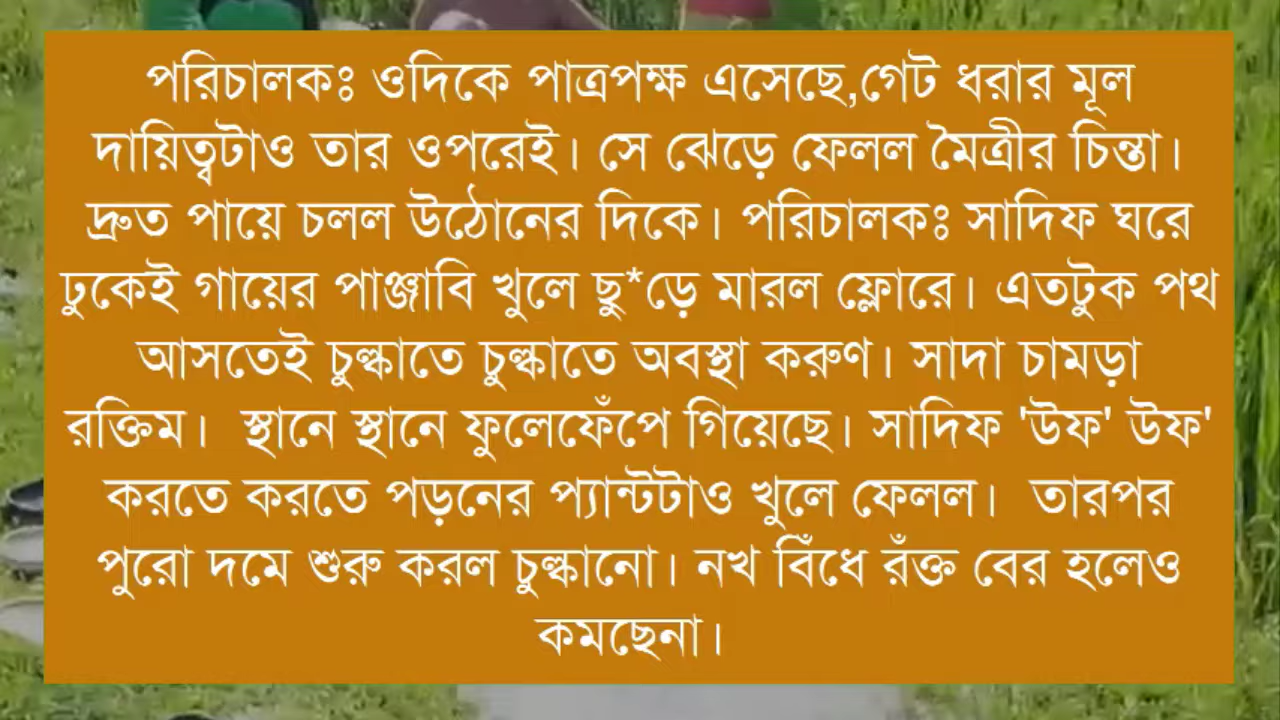 পরিচালকঃ ওদিকে পাত্রপক্ষ এসেছে,গেট ধরার মূল
দায়িত্বটাও তার ওপরেই। সে ঝেড়ে ফেলল মৈত্রীর চিন্তা।
দ্রুত পায়ে চলল উঠোনের দিকে। পরিচালকঃ সাদিফ ঘরে
ঢুকেই গায়ের পাঞ্জাবি খুলে ছু*ড়ে মারল ফ্লোরে। এতটুক পথ
আসতেই চুল্কাতে চুল্কাতে অবস্থা করুণ। সাদা চামড়া
রক্তিম। স্থানে স্থানে ফুলেফেঁপে গিয়েছে। সাদিফ 'উফ' উফ'
করতে করতে পড়নের প্যান্টটাও খুলে ফেলল। তারপর
পুরো দমে শুরু করল চুল্কানো। নখ বিঁধে রঁক্ত বের হলেও
কমছেনা।